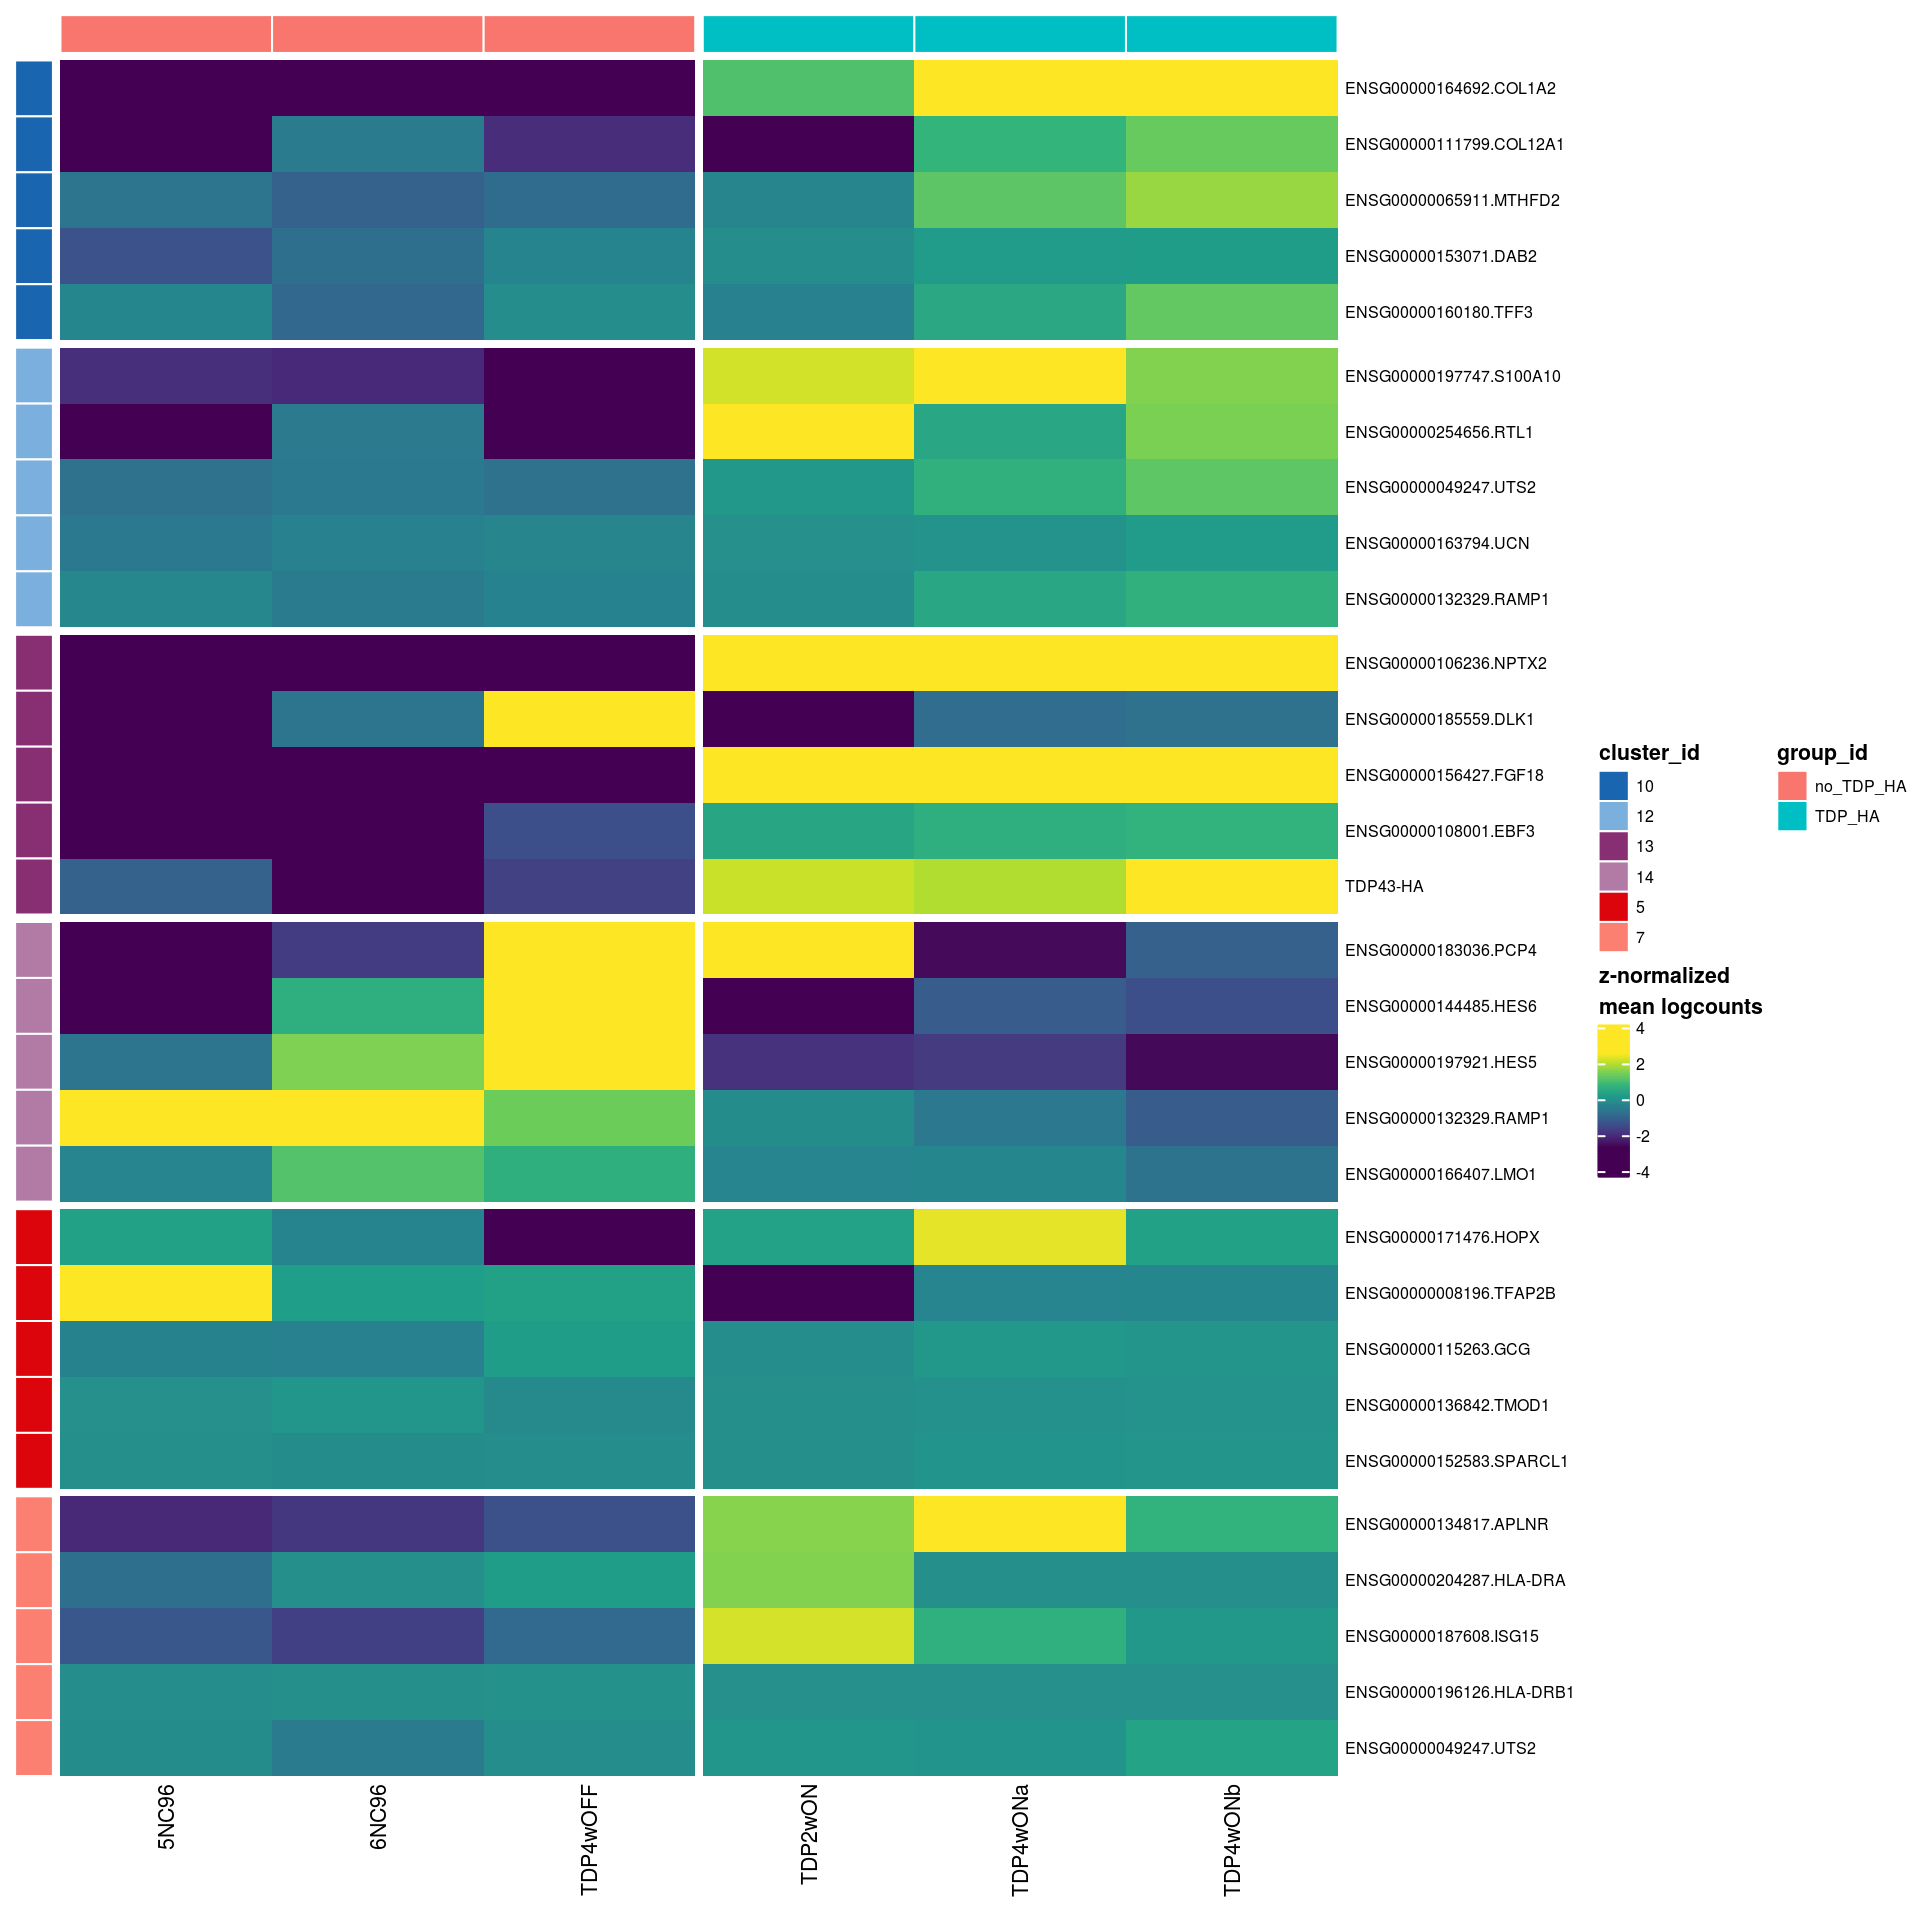 ENSG00000164692.COL1A2
ENSG00000111799.COL12A1
ENSG00000065911.MTHFD2
ENSG00000153071.DAB2
ENSG00000160180.TFF3
ENSG00000197747.S100A10
ENSG00000254656.RTL1
ENSG00000049247.UTS2
ENSG00000163794.UCN
ENSG00000132329.RAMP1
ENSG00000106236.NPTX2
ENSG00000185559.DLK1
ENSG00000156427.FGF18
ENSG00000108001.EBF3
TDP43-HA
ENSG00000183036.PCP4
ENSG00000144485.HES6
ENSG00000197921.HES5
ENSG00000132329.RAMP1
ENSG00000166407.LMO1
ENSG00000171476.HOPX
ENSG00000008196.TFAP2B
ENSG00000115263.GCG
ENSG00000136842.TMOD1
ENSG00000152583.SPARCL1
ENSG00000134817.APLNR
ENSG00000204287.HLA-DRA
ENSG00000187608.ISG15
ENSG00000196126.HLA-DRB1
ENSG00000049247.UTS2
5NC96
6NC96
TDP4wOFF
TDP2wON
TDP4wONa
TDP4wONb
cluster_id
10
12
13
14
5
7
group_id
no_TDP_HA
TDP_HA
z-normalized
mean logcounts
4
2
0
-2
-4